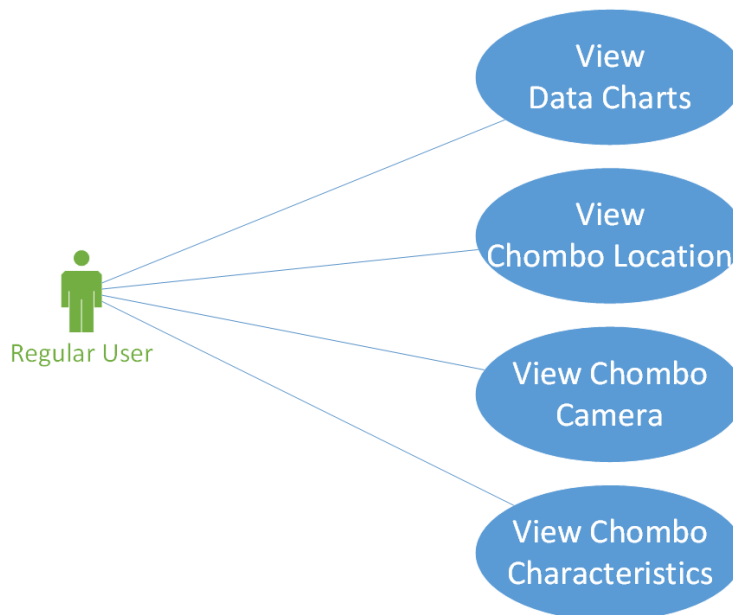 View
Data Charts
View
Chombo Location
Regular User
View Chombo
Camera
View Chombo
Characteristics